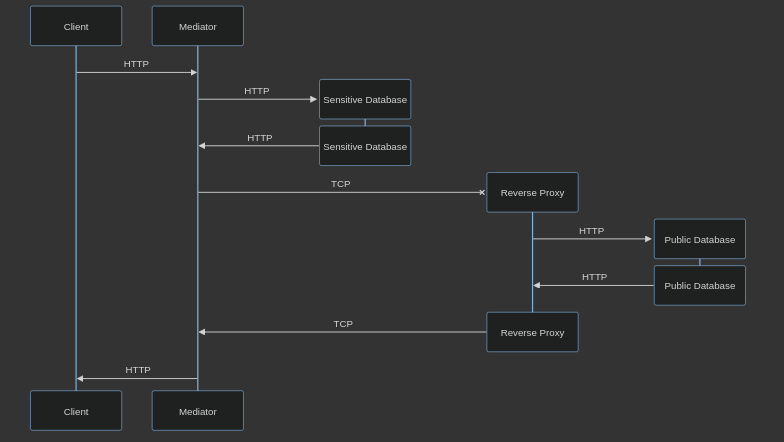 Client
Mediator
HTTP
HTTP
Sensitive Database
HTTP
Sensitive Database
TCP
Reverse Proxy
HTTP
Public Database
HTTP
Public Database
TCP
Reverse Proxy
HTTP
Client
Mediator